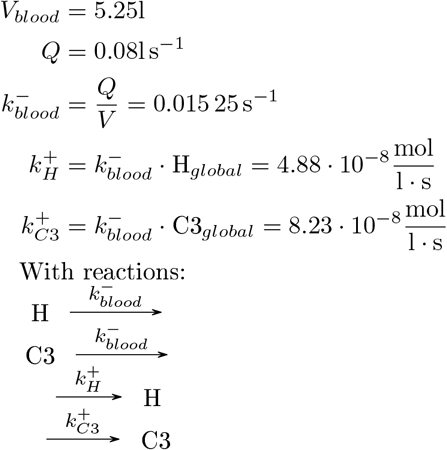 V_blood = 5.25l
Q = 0.08l s⁻¹
k⁻_blood = Q/V = 0.015 25 s⁻¹
k⁺_H = k⁻_blood · H_global = 4.88 · 10⁻⁸ mol/(l · s)
k⁺_C3 = k⁻_blood · C3_global = 8.23 · 10⁻⁸ mol/(l · s)
With reactions:
H —k⁻_blood→
C3 —k⁻_blood→
—k⁺_H→ H
—k⁺_C3→ C3